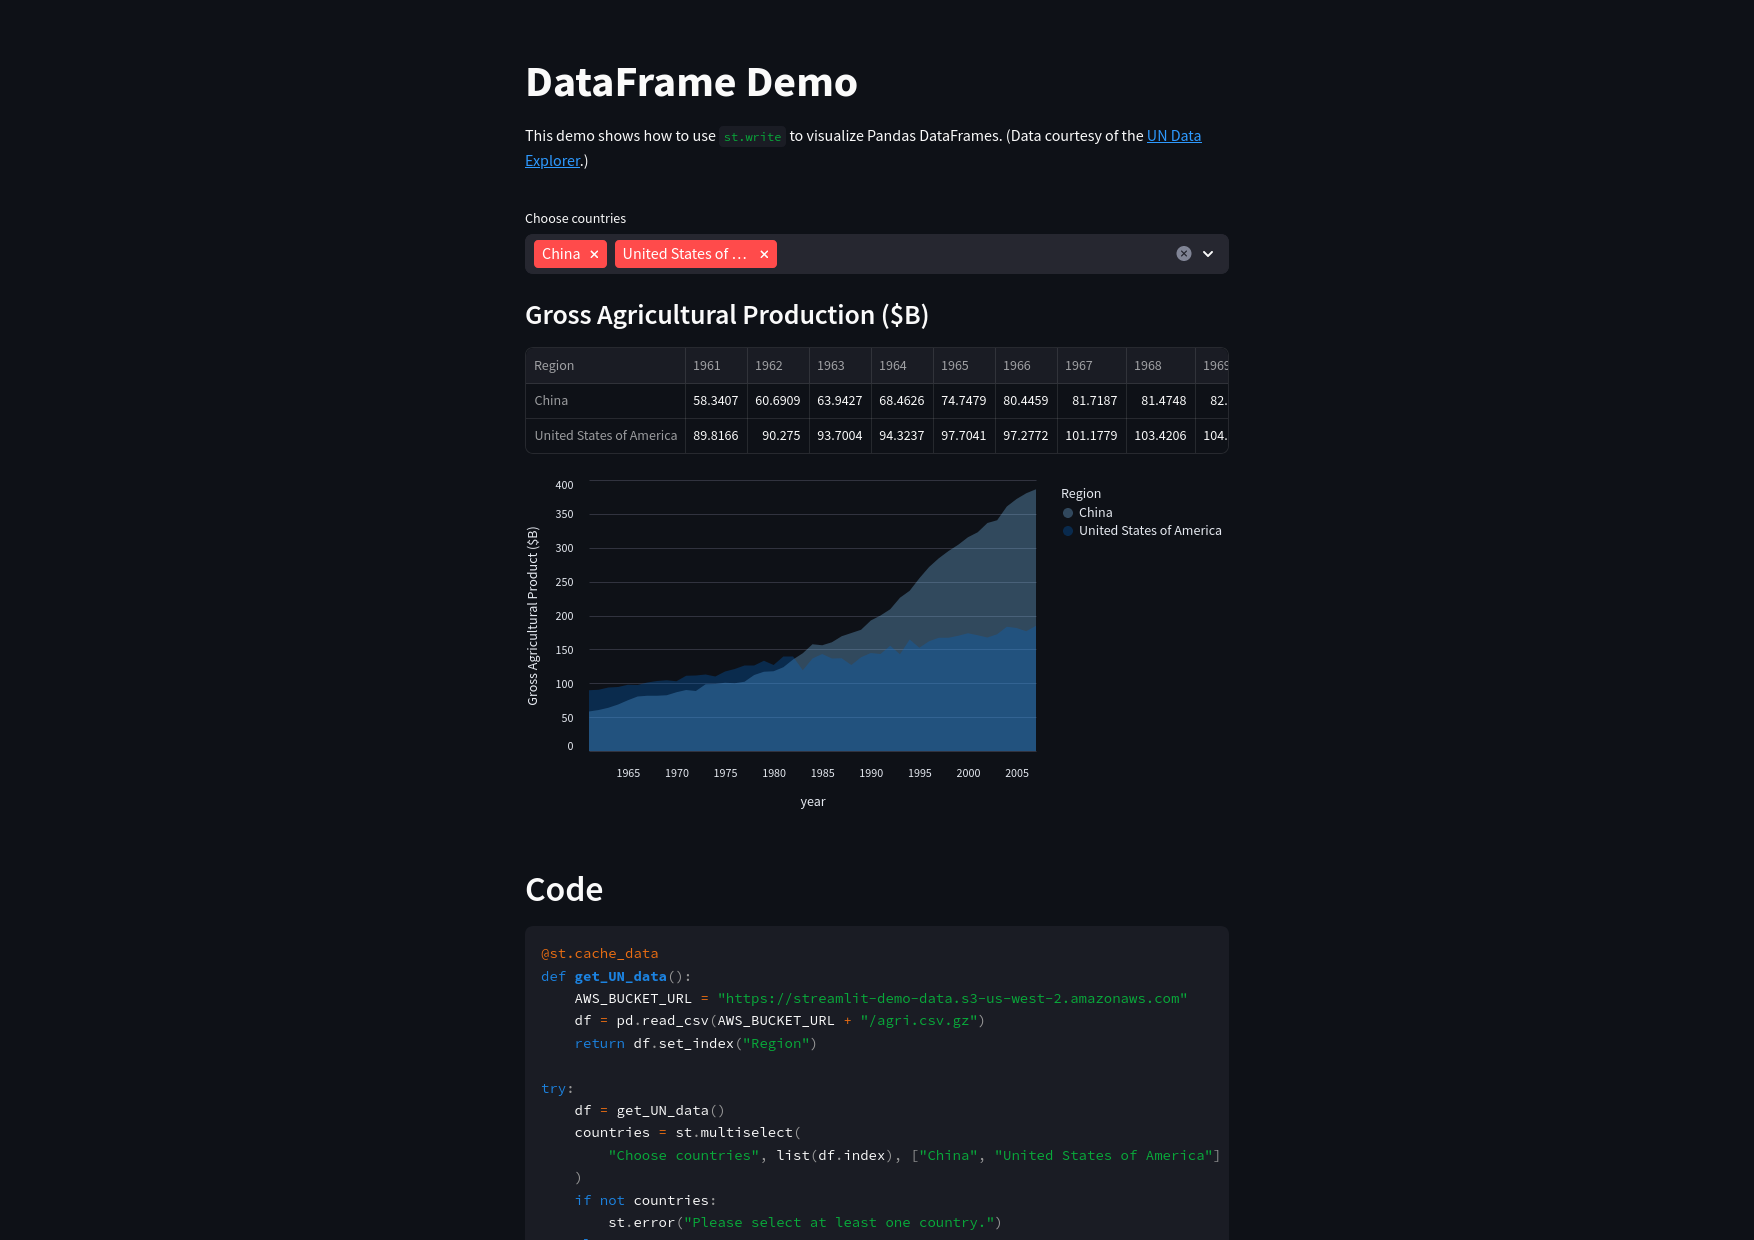 DataFrame Demo
This demo shows how to use st.write to visualize Pandas DataFrames. (Data courtesy of the UN Data
Explorer.)
Choose countries
China × United States of … ×
Gross Agricultural Production ($B)
Region 1961 1962 1963 1964 1965 1966 1967 1968 1969
China 58.3407 60.6909 63.9427 68.4626 74.7479 80.4459 81.7187 81.4748 82.
United States of America 89.8166 90.275 93.7004 94.3237 97.7041 97.2772 101.1779 103.4206 104.
Gross Agricultural Product ($B)
400
350
300
250
200
150
100
50
0
1965 1970 1975 1980 1985 1990 1995 2000 2005
year
Region
China
United States of America
Code
@st.cache_data
def get_UN_data():
    AWS_BUCKET_URL = "https://streamlit-demo-data.s3-us-west-2.amazonaws.com"
    df = pd.read_csv(AWS_BUCKET_URL + "/agri.csv.gz")
    return df.set_index("Region")
try:
    df = get_UN_data()
    countries = st.multiselect(
        "Choose countries", list(df.index), ["China", "United States of America"]
    )
    if not countries:
        st.error("Please select at least one country.")